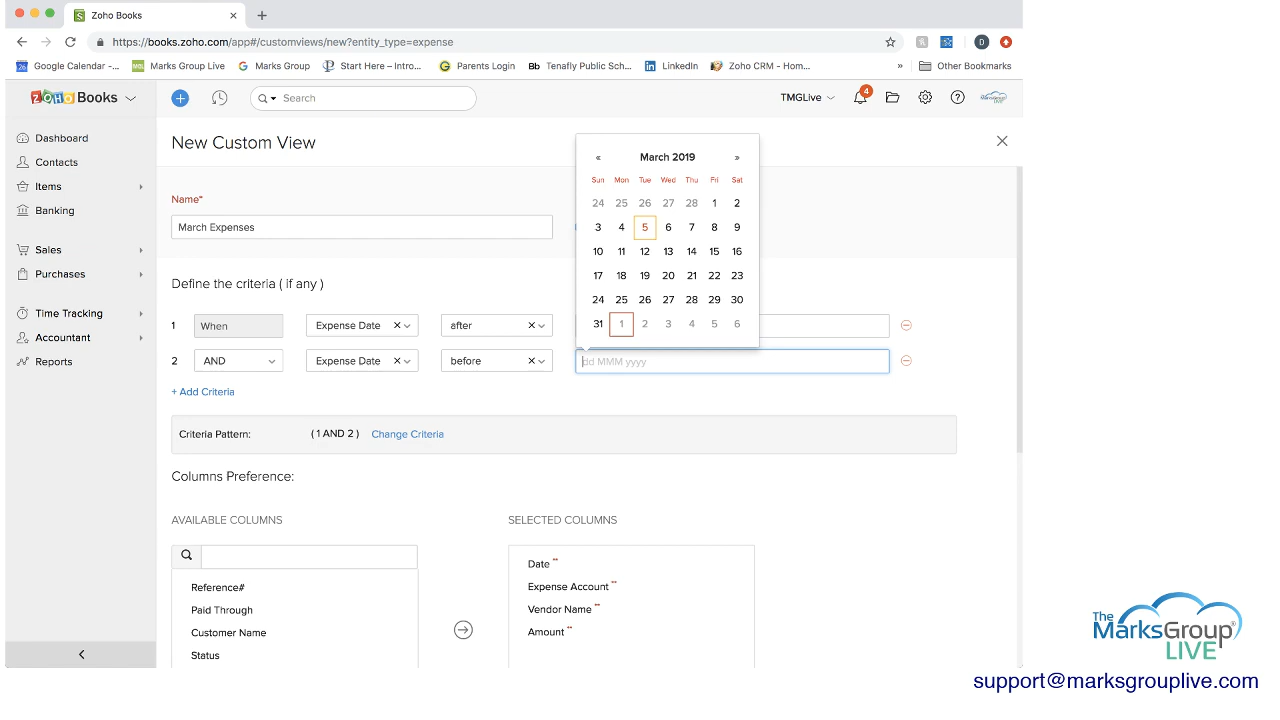 Zoho Books
https://books.zoho.com/app#/customviews/new?entity_type=expense
D
26 Google Calendar -... MGL Marks Group Live G Marks Group Start Here – Intro... G Parents Login Bb Tenafly Public Sch... in LinkedIn Zoho CRM - Hom... » Other Bookmarks
ZOHO Books
Search
TMGLive
4
Dashboard
Contacts
Items
Banking
Sales
Purchases
Time Tracking
Accountant
Reports
New Custom View
Name*
March Expenses
« March 2019 »
Sun Mon Tue Wed Thu Fri Sat
24 25 26 27 28 1 2
3 4 5 6 7 8 9
10 11 12 13 14 15 16
17 18 19 20 21 22 23
24 25 26 27 28 29 30
31 1 2 3 4 5 6
Define the criteria ( if any )
1 When Expense Date after
2 AND Expense Date before dd MMM yyyy
+ Add Criteria
Criteria Pattern: ( 1 AND 2 ) Change Criteria
Columns Preference:
AVAILABLE COLUMNS
Reference#
Paid Through
Customer Name
Status
SELECTED COLUMNS
Date **
Expense Account **
Vendor Name **
Amount **
The
MarksGroup®
LIVE
support@marksgrouplive.com